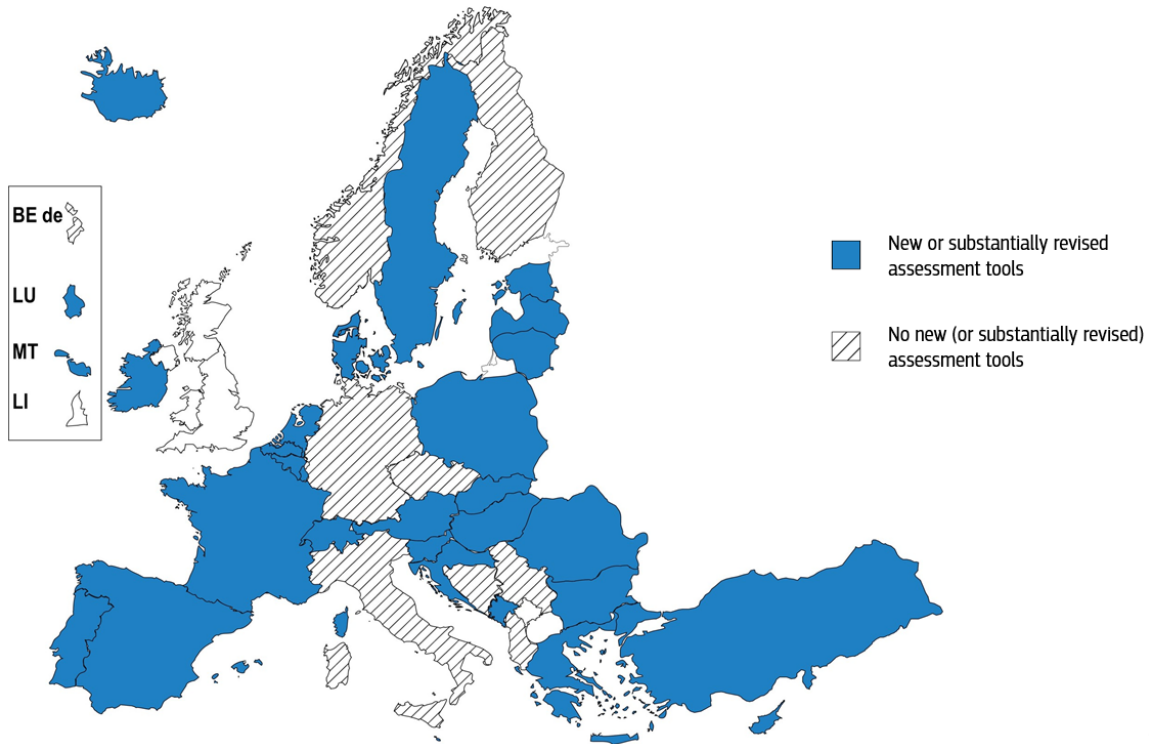 BE de
LU
MT
LI
New or substantially revised
assessment tools
No new (or substantially revised)
assessment tools